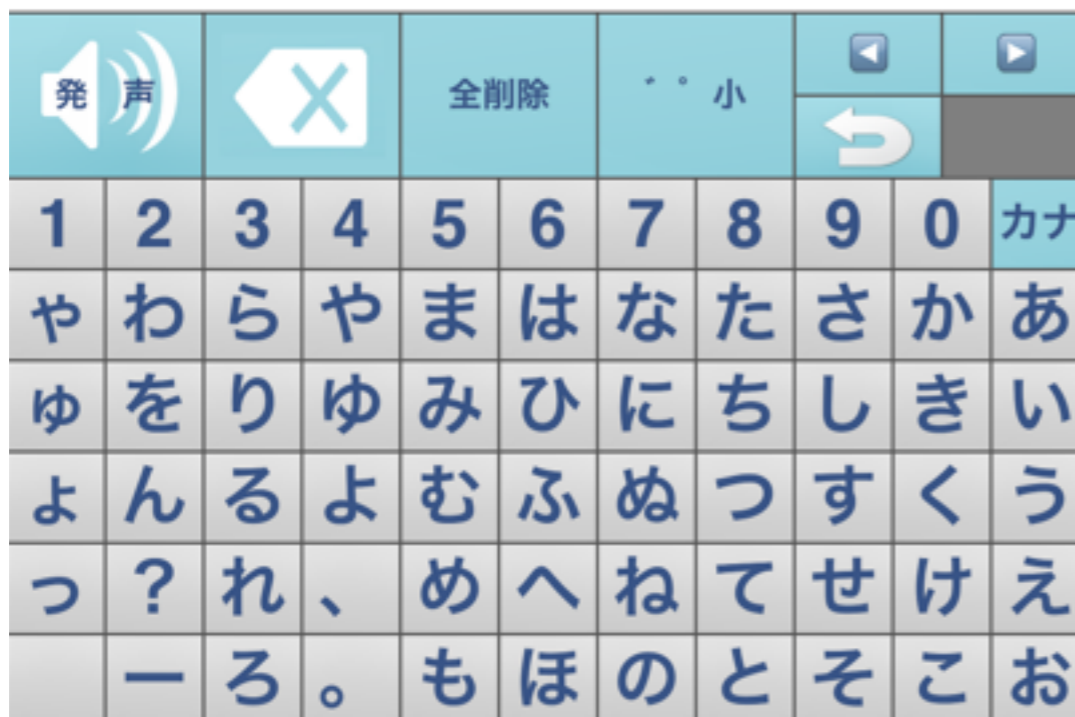 発声 全削除 ゛゜小 ◀ ▶
1 2 3 4 5 6 7 8 9 0 カナ
ゃ わ ら や ま は な た さ か あ
ゅ を り ゆ み ひ に ち し き い
ょ ん る よ む ふ ぬ つ す く う
っ ? れ 、 め へ ね て せ け え
ー ろ 。 も ほ の と そ こ お